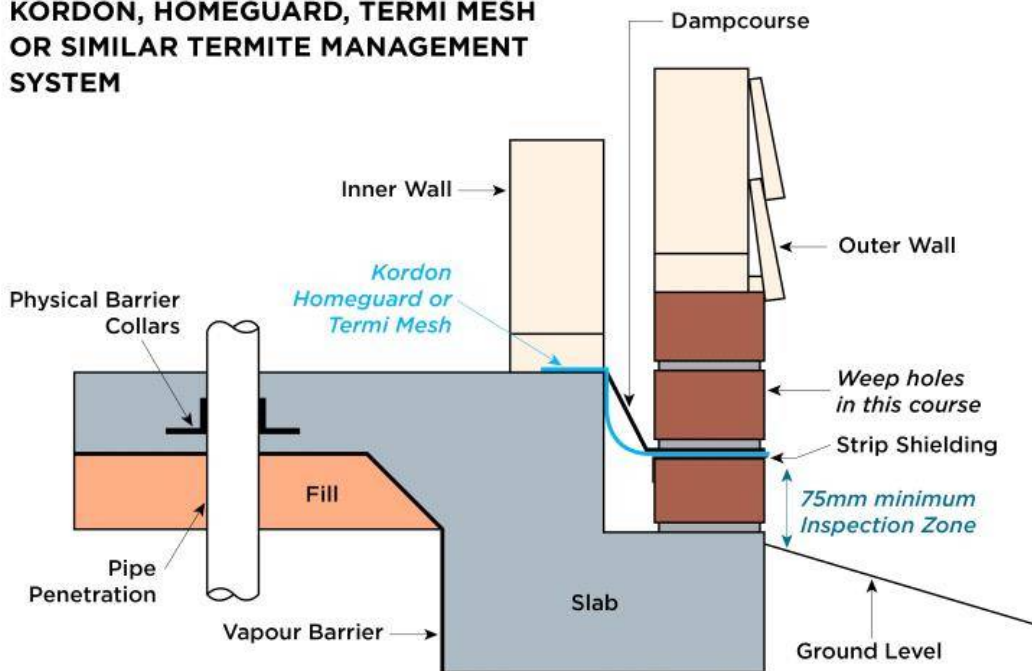 KORDON, HOMEGUARD, TERMI MESH
OR SIMILAR TERMITE MANAGEMENT
SYSTEM
Dampcourse
Inner Wall
Outer Wall
Kordon
Homeguard or
Termi Mesh
Physical Barrier
Collars
Weep holes
in this course
Strip Shielding
Fill
75mm minimum
Inspection Zone
Pipe
Penetration
Slab
Vapour Barrier
Ground Level